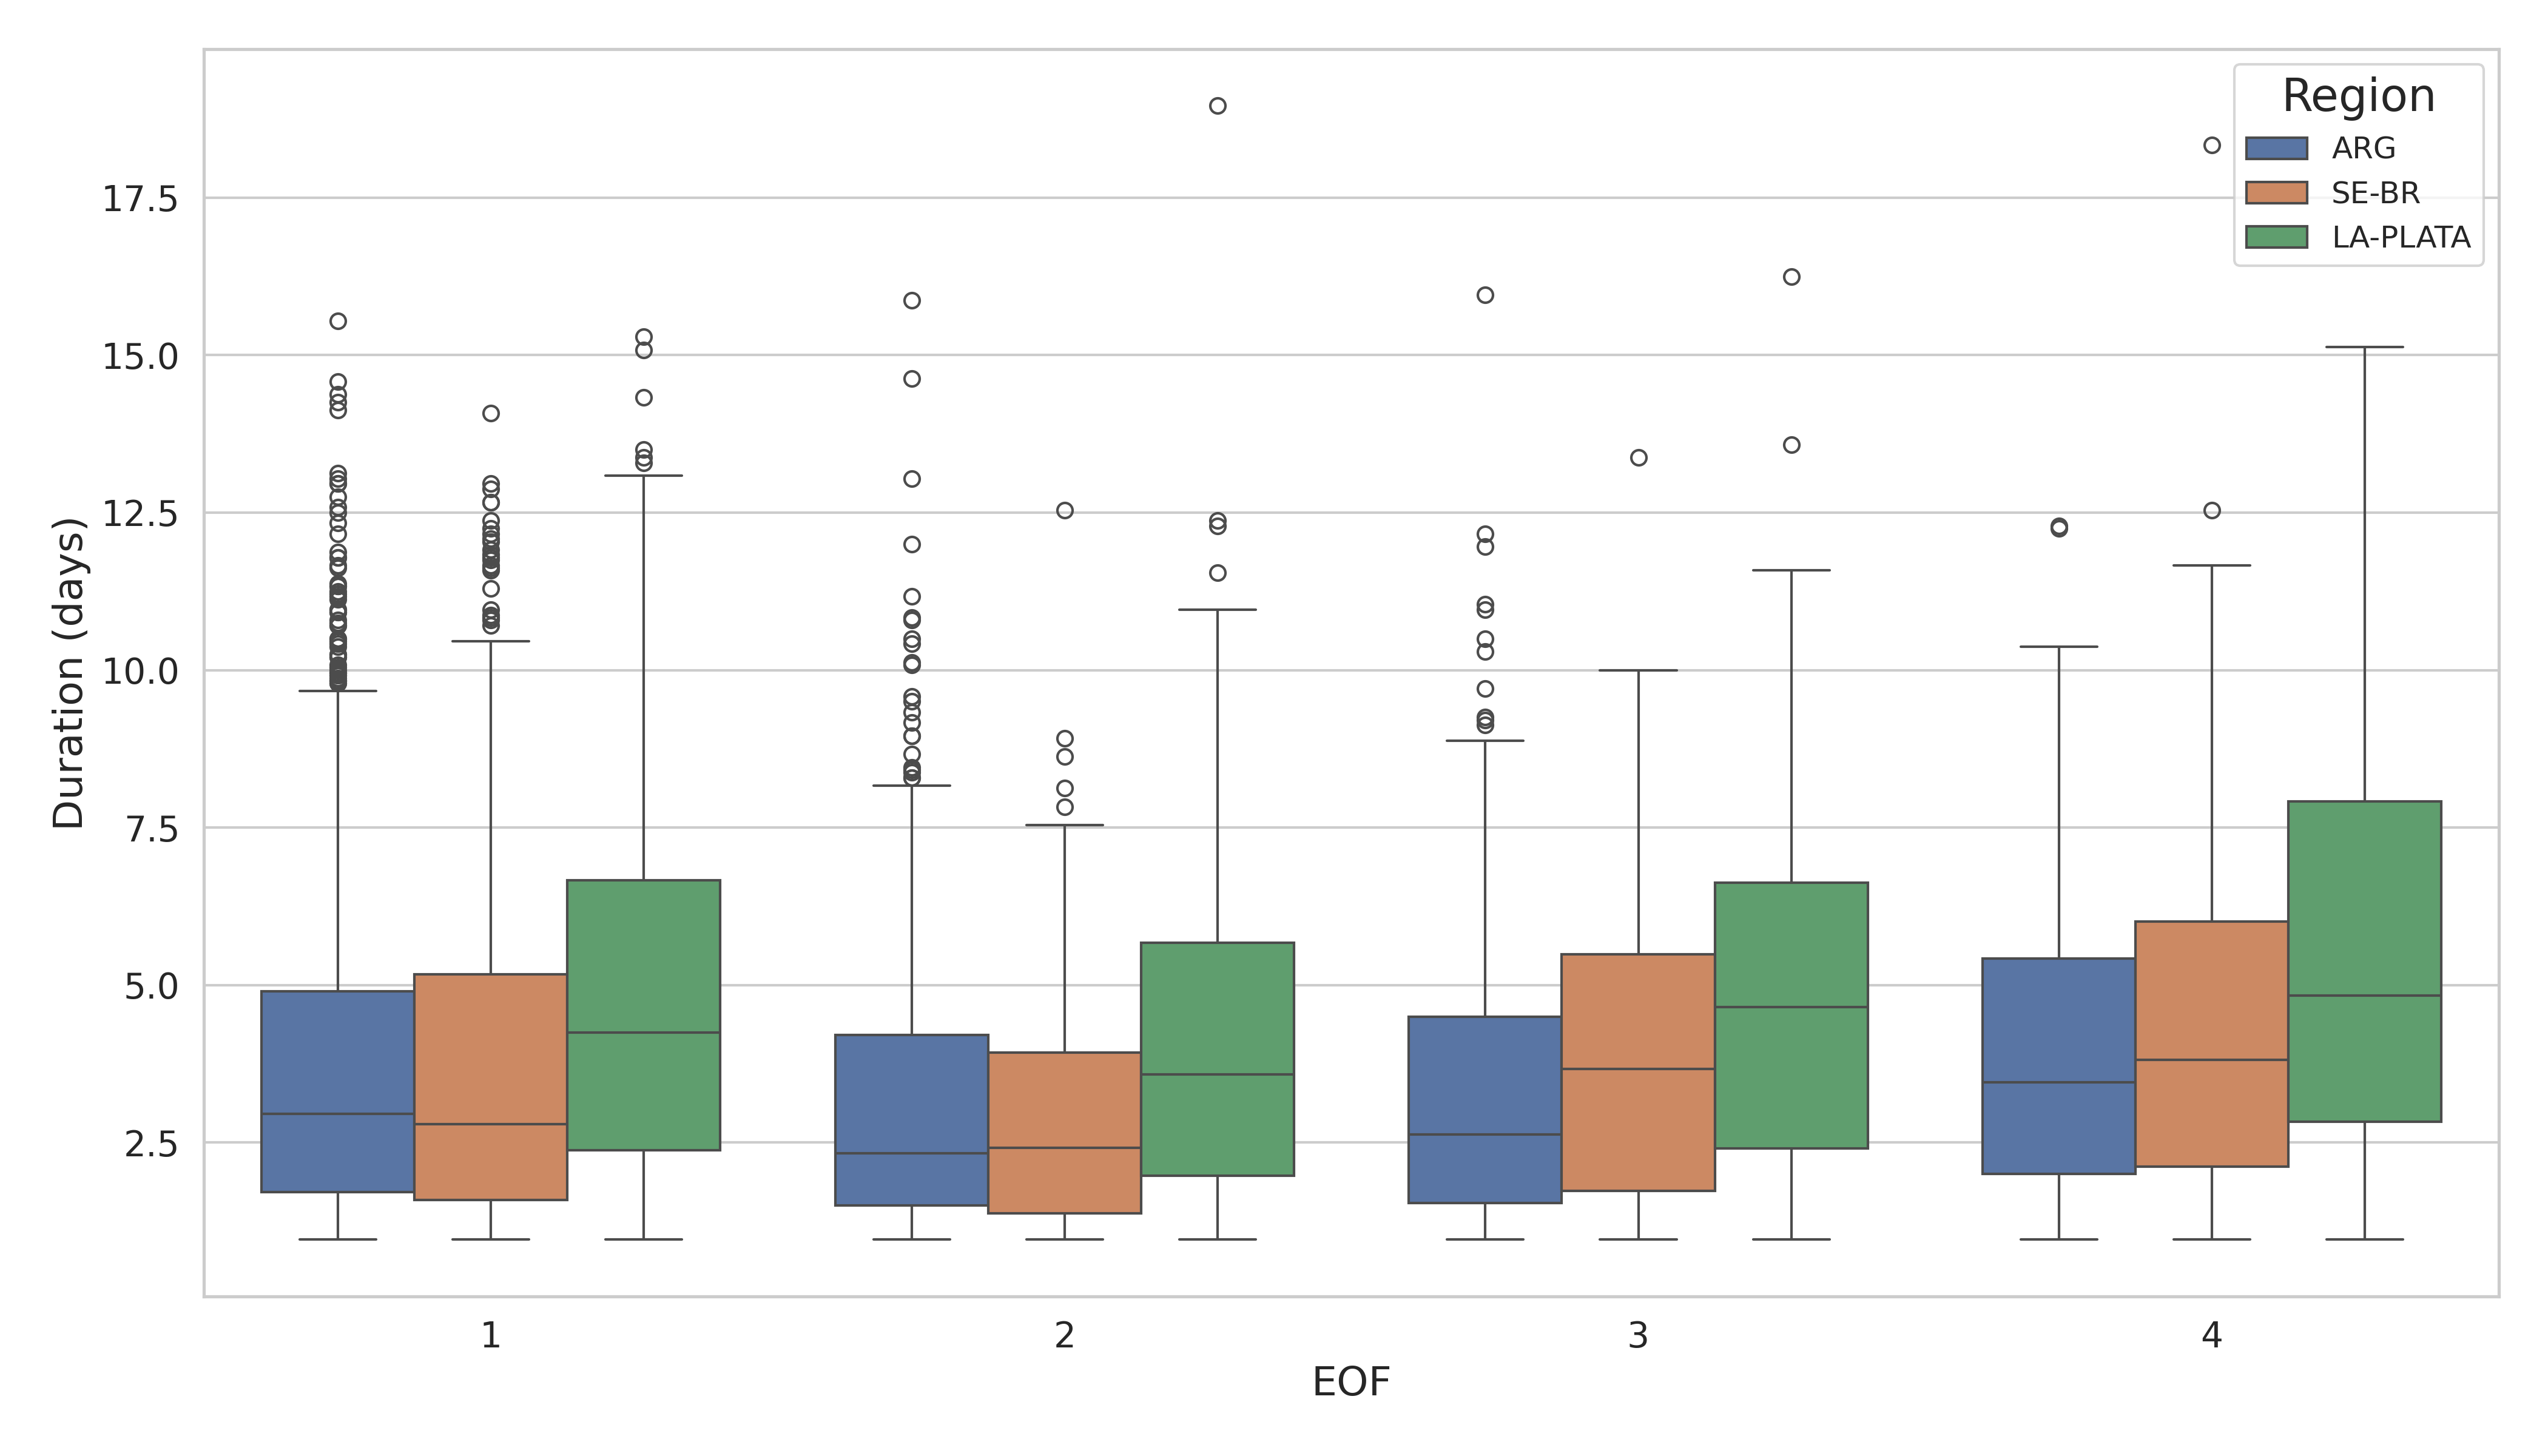 Region
ARG
SE-BR
LA-PLATA
17.5
15.0
12.5
10.0
7.5
5.0
2.5
Duration (days)
1 2 3 4
EOF